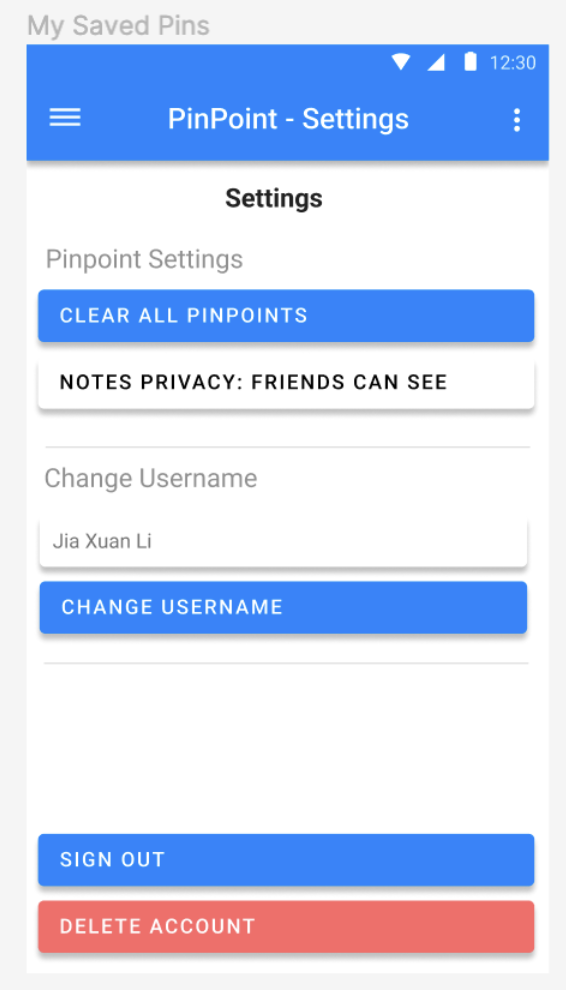 My Saved Pins
12:30
PinPoint - Settings
Settings
Pinpoint Settings
CLEAR ALL PINPOINTS
NOTES PRIVACY: FRIENDS CAN SEE
Change Username
Jia Xuan Li
CHANGE USERNAME
SIGN OUT
DELETE ACCOUNT